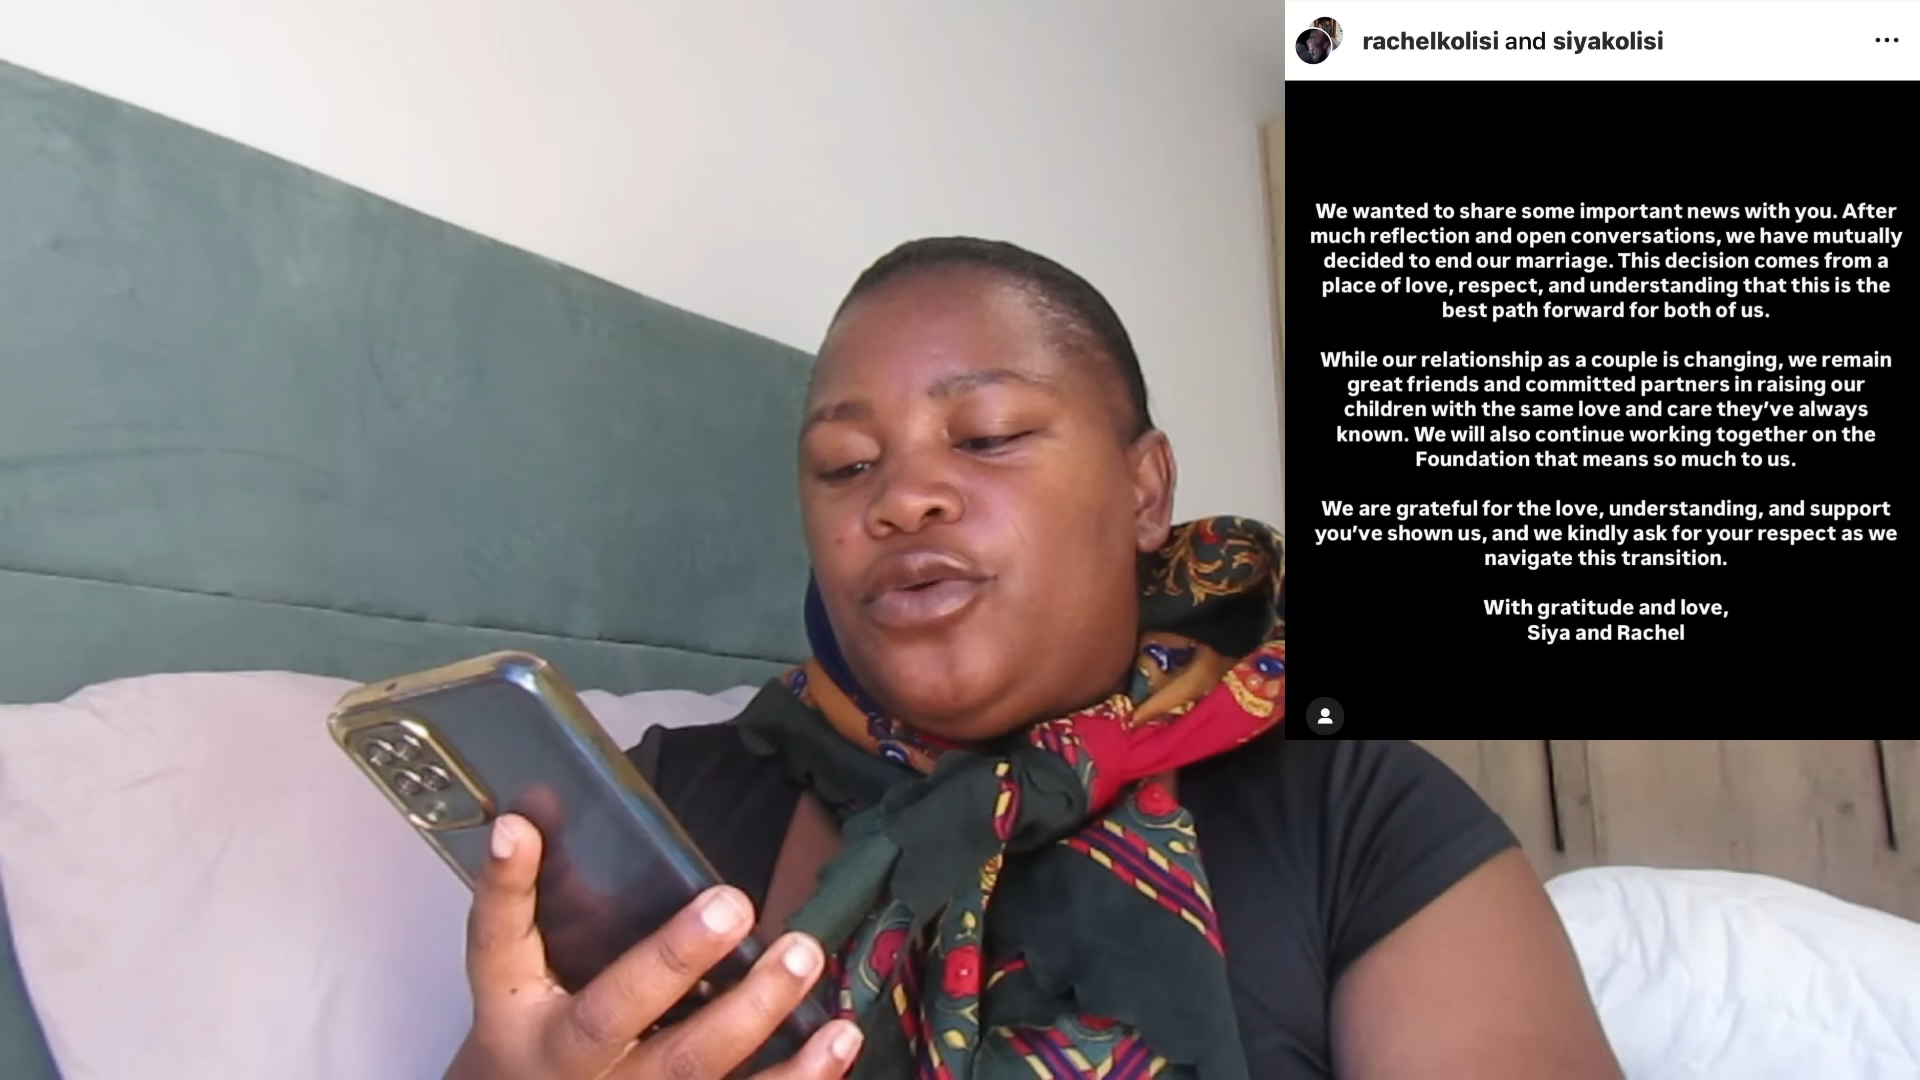 rachelkolisi and siyakolisi
We wanted to share some important news with you. After
much reflection and open conversations, we have mutually
decided to end our marriage. This decision comes from a
place of love, respect, and understanding that this is the
best path forward for both of us.
While our relationship as a couple is changing, we remain
great friends and committed partners in raising our
children with the same love and care they’ve always
known. We will also continue working together on the
Foundation that means so much to us.
We are grateful for the love, understanding, and support
you’ve shown us, and we kindly ask for your respect as we
navigate this transition.
With gratitude and love,
Siya and Rachel